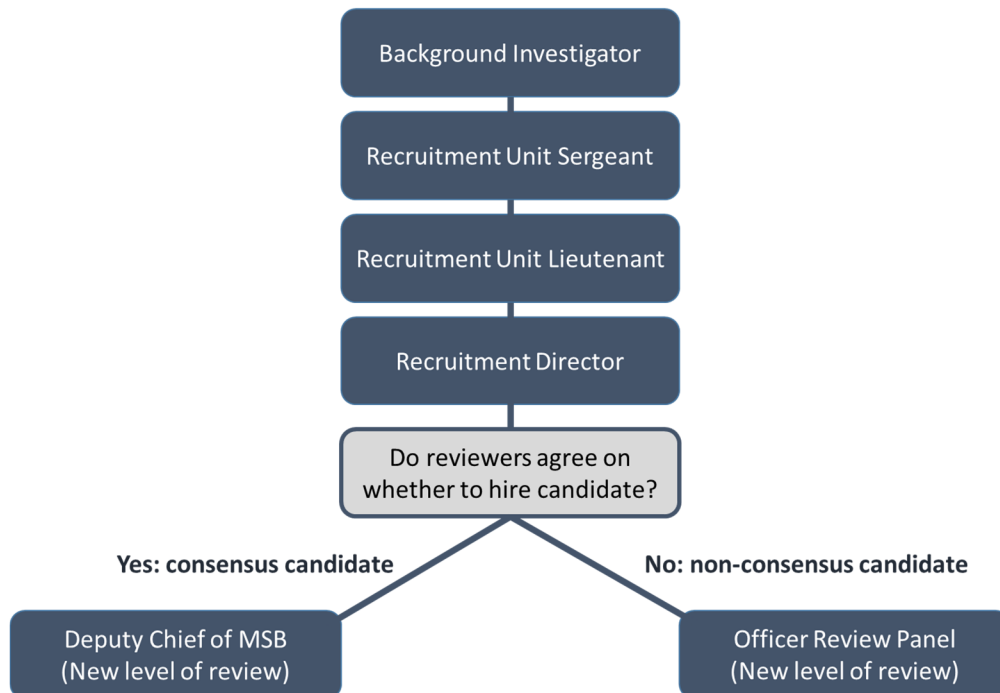 Background Investigator
Recruitment Unit Sergeant
Recruitment Unit Lieutenant
Recruitment Director
Do reviewers agree on
whether to hire candidate?
Yes: consensus candidate
No: non-consensus candidate
Deputy Chief of MSB
(New level of review)
Officer Review Panel
(New level of review)